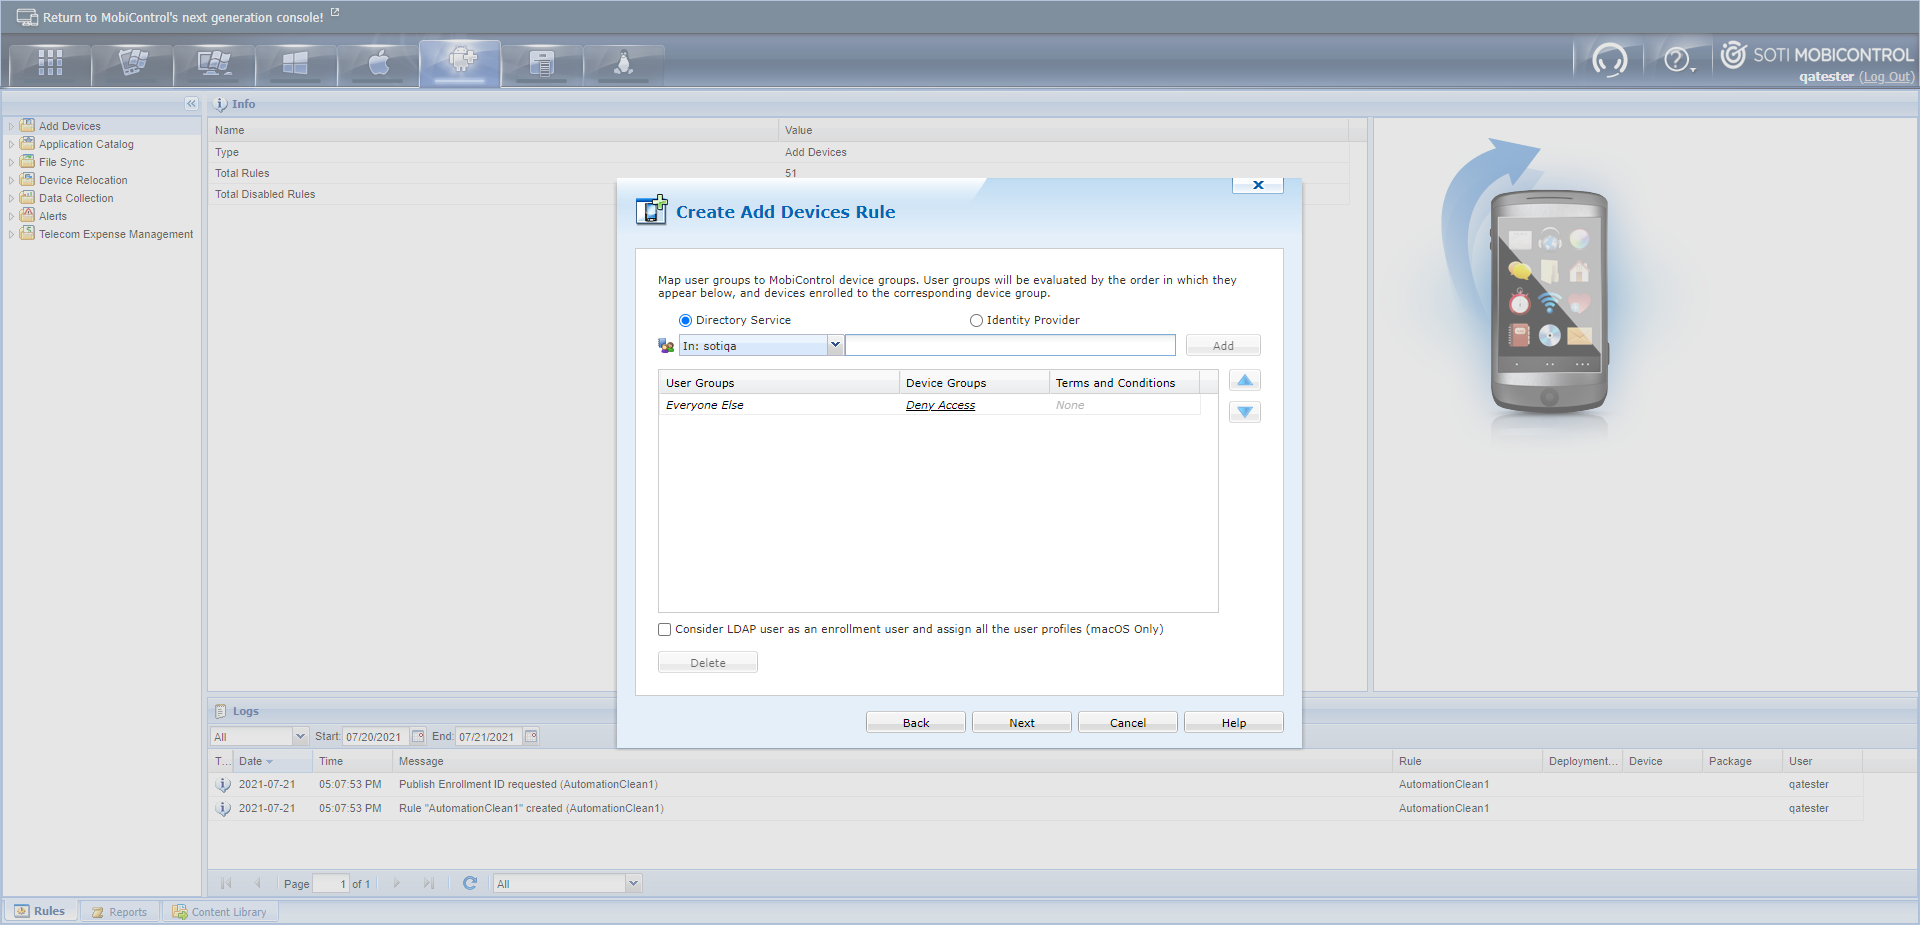 Return to MobiControl's next generation console!
SOTI MOBICONTROL
qatester (Log Out)
Info
Add Devices
Application Catalog
File Sync
Device Relocation
Data Collection
Alerts
Telecom Expense Management
Name Value
Type Add Devices
Total Rules 51
Total Disabled Rules
x
Create Add Devices Rule
Map user groups to MobiControl device groups. User groups will be evaluated by the order in which they
appear below, and devices enrolled to the corresponding device group.
Directory Service Identity Provider
In: sotiqa Add
User Groups Device Groups Terms and Conditions
Everyone Else Deny Access None
Consider LDAP user as an enrollment user and assign all the user profiles (macOS Only)
Delete
Back Next Cancel Help
Logs
All Start: 07/20/2021 End: 07/21/2021
T... Date Time Message Rule Deployment... Device Package User
2021-07-21 05:07:53 PM Publish Enrollment ID requested (AutomationClean1) AutomationClean1 qatester
2021-07-21 05:07:53 PM Rule "AutomationClean1" created (AutomationClean1) AutomationClean1 qatester
Page 1 of 1 All
Rules Reports Content Library